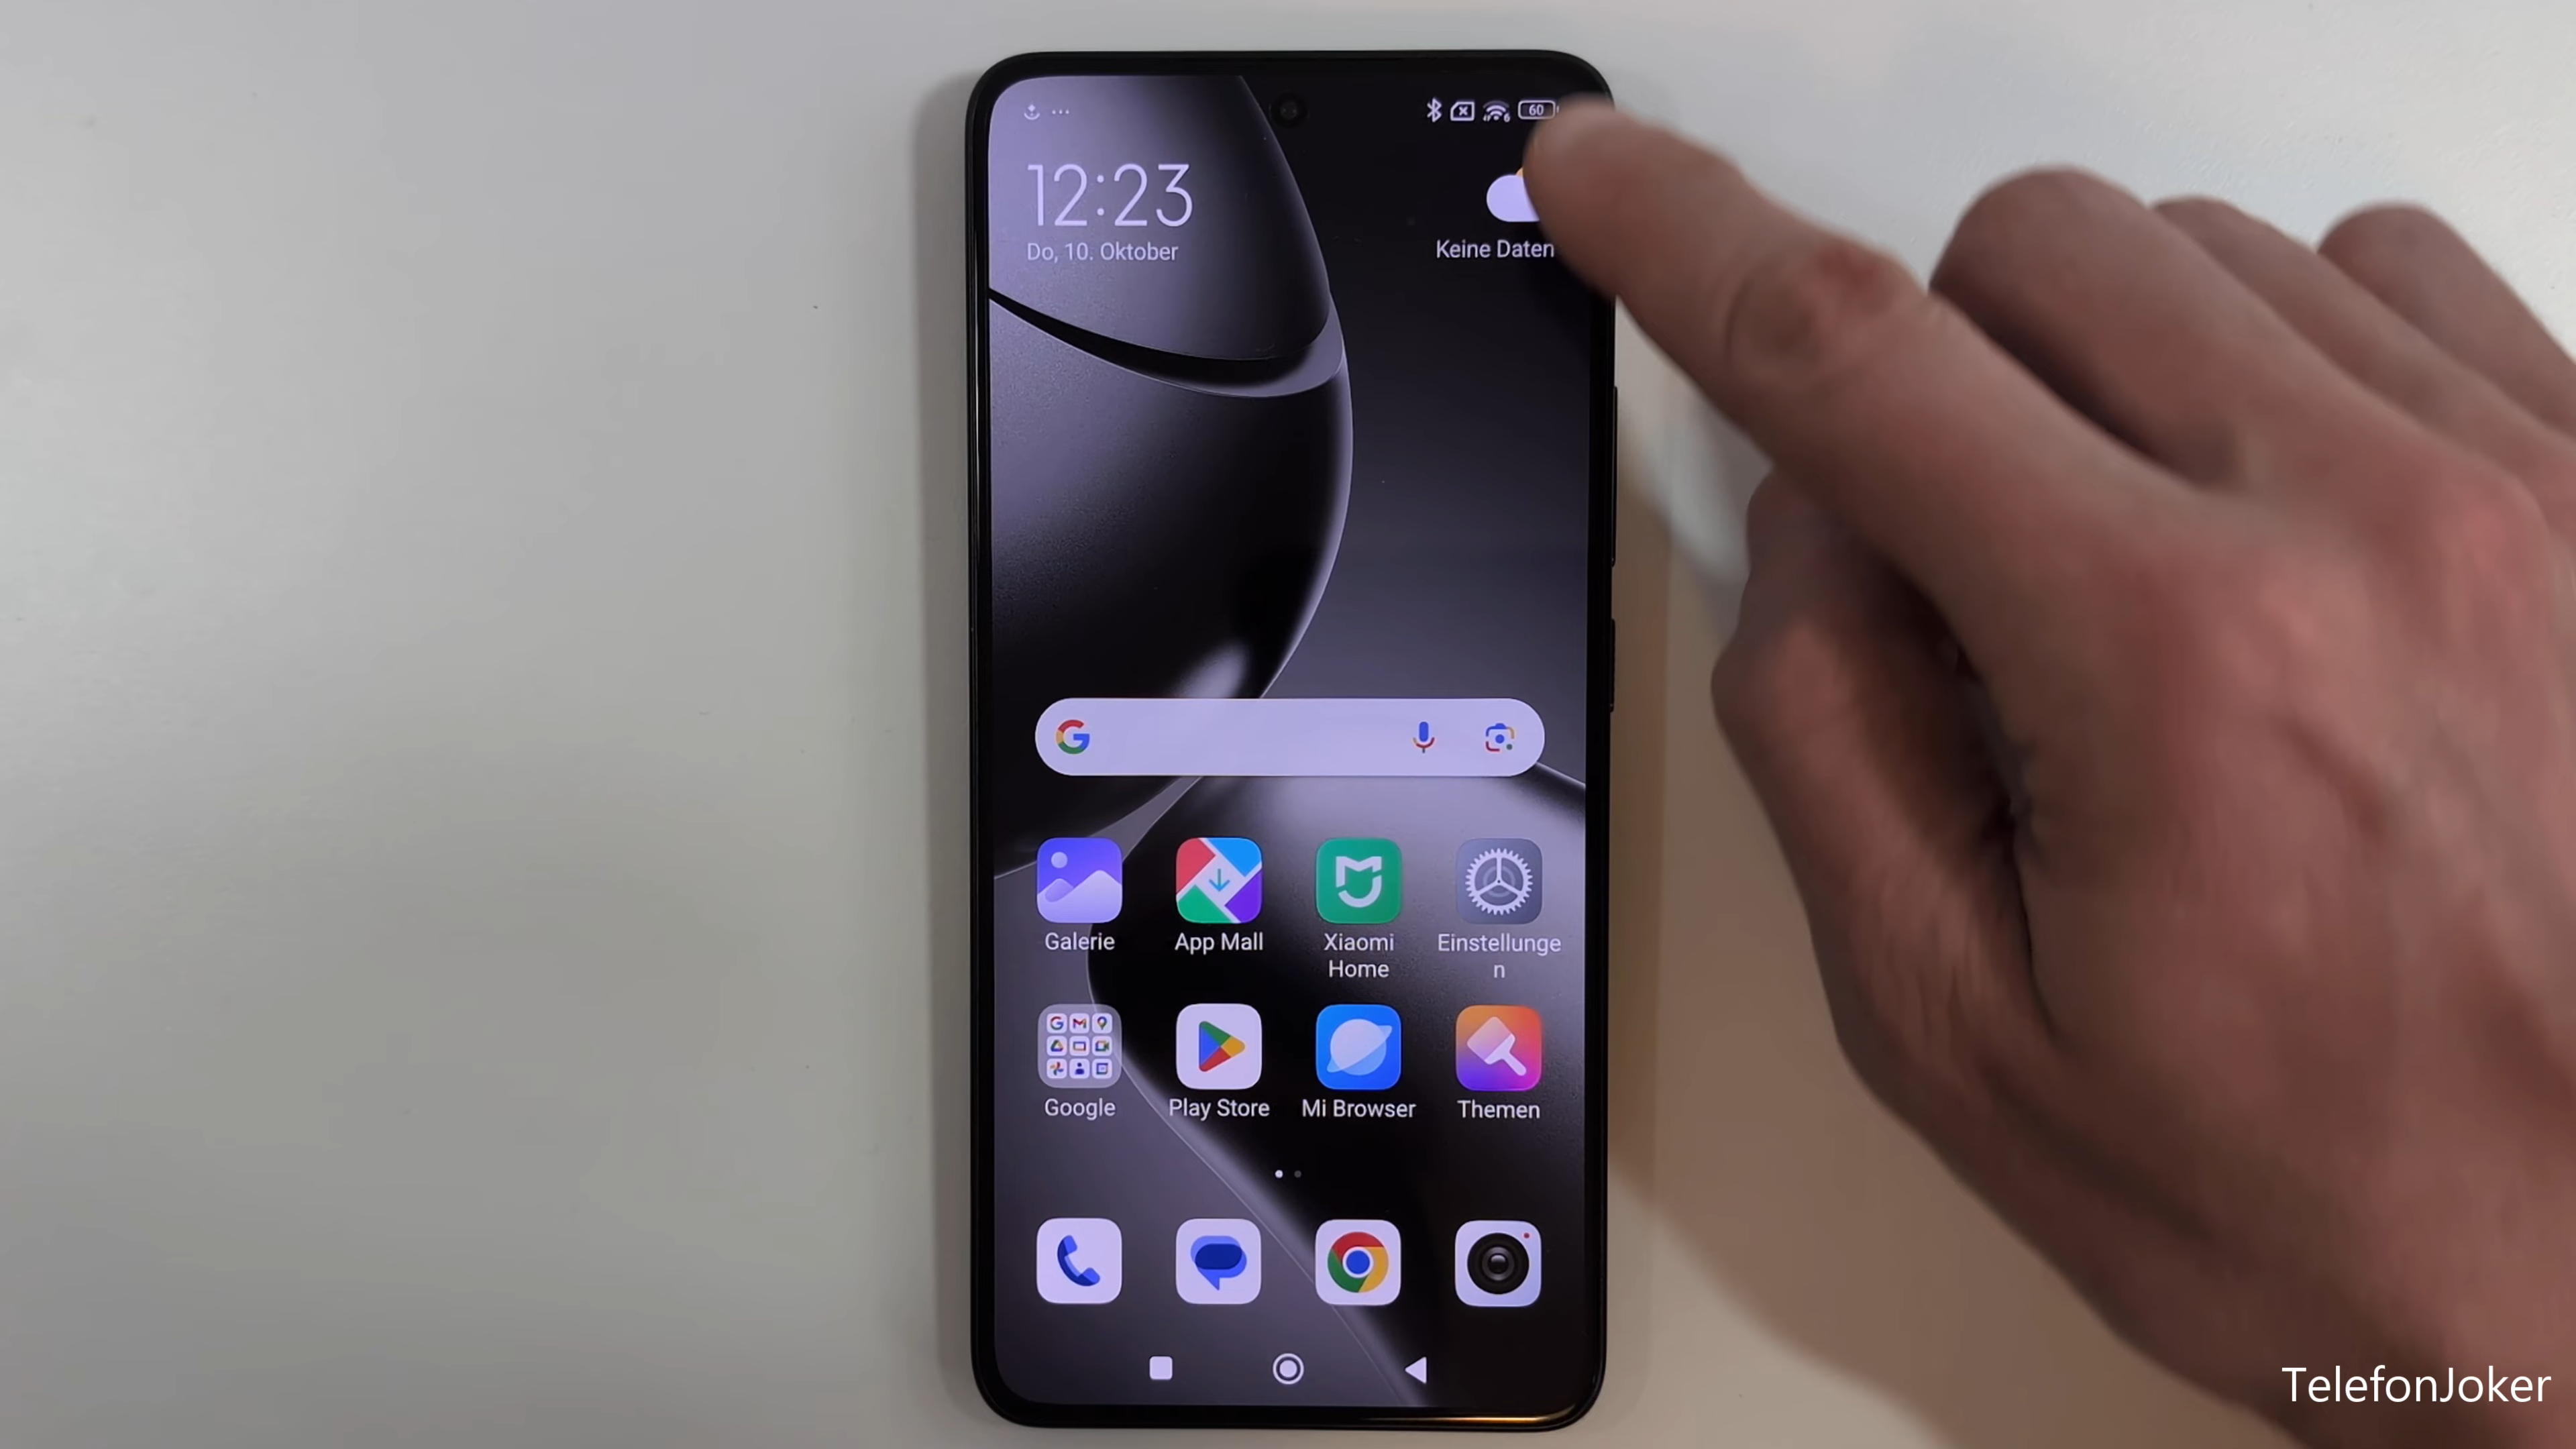 60
12:23
Do, 10. Oktober
Keine Daten
Galerie
App Mall
Xiaomi
Home
Einstellunge
n
Google
Play Store
Mi Browser
Themen
TelefonJoker